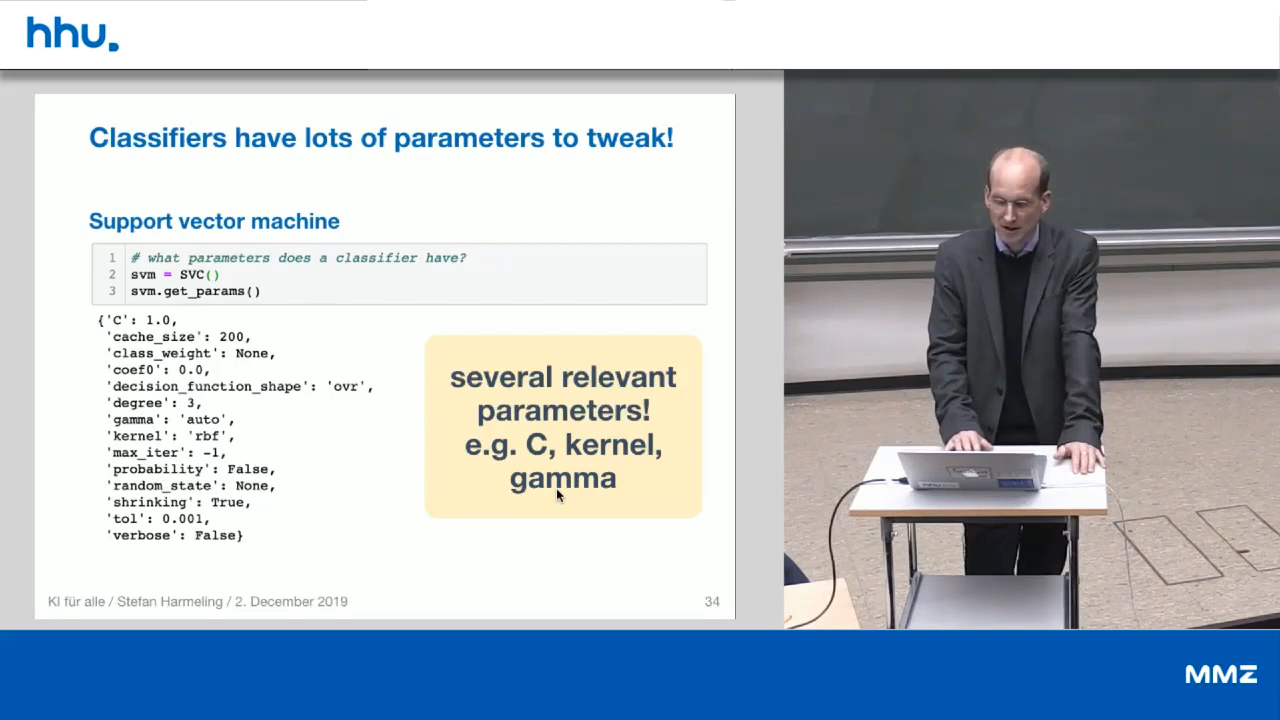 hhu.
Classifiers have lots of parameters to tweak!
Support vector machine
1 # what parameters does a classifier have?
2 svm = SVC()
3 svm.get_params()
{'C': 1.0,
'cache_size': 200,
'class_weight': None,
'coef0': 0.0,
'decision_function_shape': 'ovr',
'degree': 3,
'gamma': 'auto',
'kernel': 'rbf',
'max_iter': -1,
'probability': False,
'random_state': None,
'shrinking': True,
'tol': 0.001,
'verbose': False}
several relevant
parameters!
e.g. C, kernel,
gamma
KI für alle / Stefan Harmeling / 2. December 2019
34
hhu
MMZ